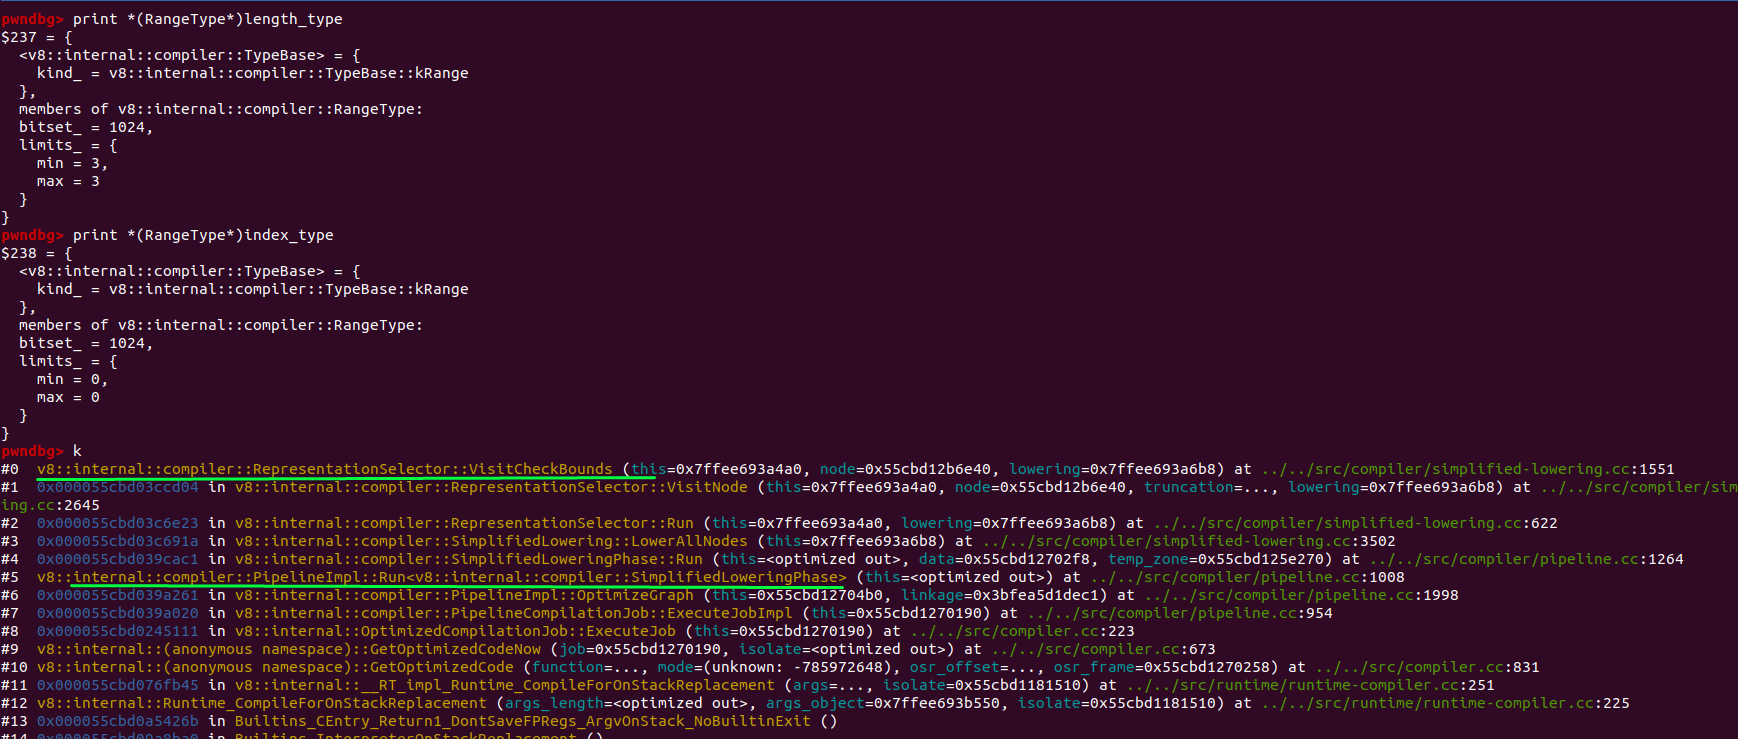 pwndbg> print *(RangeType*)length_type
$237 = {
  <v8::internal::compiler::TypeBase> = {
    kind_ = v8::internal::compiler::TypeBase::kRange
  },
  members of v8::internal::compiler::RangeType:
  bitset_ = 1024,
  limits_ = {
    min = 3,
    max = 3
  }
}
pwndbg> print *(RangeType*)index_type
$238 = {
  <v8::internal::compiler::TypeBase> = {
    kind_ = v8::internal::compiler::TypeBase::kRange
  },
  members of v8::internal::compiler::RangeType:
  bitset_ = 1024,
  limits_ = {
    min = 0,
    max = 0
  }
}
pwndbg> k
#0  v8::internal::compiler::RepresentationSelector::VisitCheckBounds (this=0x7ffee693a4a0, node=0x55cbd12b6e40, lowering=0x7ffee693a6b8) at ../../src/compiler/simplified-lowering.cc:1551
#1  0x000055cbd03ccd04 in v8::internal::compiler::RepresentationSelector::VisitNode (this=0x7ffee693a4a0, node=0x55cbd12b6e40, truncation=..., lowering=0x7ffee693a6b8) at ../../src/compiler/sim
ing.cc:2645
#2  0x000055cbd03c6e23 in v8::internal::compiler::RepresentationSelector::Run (this=0x7ffee693a4a0, lowering=0x7ffee693a6b8) at ../../src/compiler/simplified-lowering.cc:622
#3  0x000055cbd03c691a in v8::internal::compiler::SimplifiedLowering::LowerAllNodes (this=0x7ffee693a6b8) at ../../src/compiler/simplified-lowering.cc:3502
#4  0x000055cbd039cac1 in v8::internal::compiler::SimplifiedLoweringPhase::Run (this=<optimized out>, data=0x55cbd12702f8, temp_zone=0x55cbd125e270) at ../../src/compiler/pipeline.cc:1264
#5  v8::internal::compiler::PipelineImpl::Run<v8::internal::compiler::SimplifiedLoweringPhase> (this=<optimized out>) at ../../src/compiler/pipeline.cc:1008
#6  0x000055cbd039a261 in v8::internal::compiler::PipelineImpl::OptimizeGraph (this=0x55cbd12704b0, linkage=0x3bfea5d1dec1) at ../../src/compiler/pipeline.cc:1998
#7  0x000055cbd039a020 in v8::internal::compiler::PipelineCompilationJob::ExecuteJobImpl (this=0x55cbd1270190) at ../../src/compiler/pipeline.cc:954
#8  0x000055cbd0245111 in v8::internal::OptimizedCompilationJob::ExecuteJob (this=0x55cbd1270190) at ../../src/compiler.cc:223
#9  v8::internal::(anonymous namespace)::GetOptimizedCodeNow (job=0x55cbd1270190, isolate=<optimized out>) at ../../src/compiler.cc:673
#10 v8::internal::(anonymous namespace)::GetOptimizedCode (function=..., mode=(unknown: -785972648), osr_offset=..., osr_frame=0x55cbd1270258) at ../../src/compiler.cc:831
#11 0x000055cbd076fb45 in v8::internal::__RT_impl_Runtime_CompileForOnStackReplacement (args=..., isolate=0x55cbd1181510) at ../../src/runtime/runtime-compiler.cc:251
#12 v8::internal::Runtime_CompileForOnStackReplacement (args_length=<optimized out>, args_object=0x7ffee693b550, isolate=0x55cbd1181510) at ../../src/runtime/runtime-compiler.cc:225
#13 0x000055cbd0a5426b in Builtins_CEntry_Return1_DontSaveFPRegs_ArgvOnStack_NoBuiltinExit ()
#14 0x000055cbd09a8ba0 in Builtins_InterpreterOnStackReplacement ()